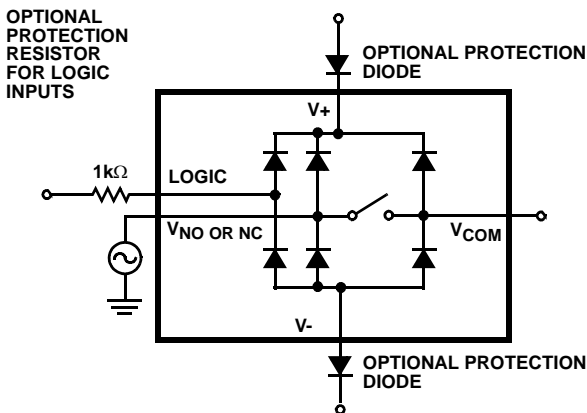 OPTIONAL
PROTECTION
RESISTOR
FOR LOGIC
INPUTS
OPTIONAL PROTECTION
DIODE
V+
1kΩ
LOGIC
VNO OR NC
VCOM
V-
OPTIONAL PROTECTION
DIODE